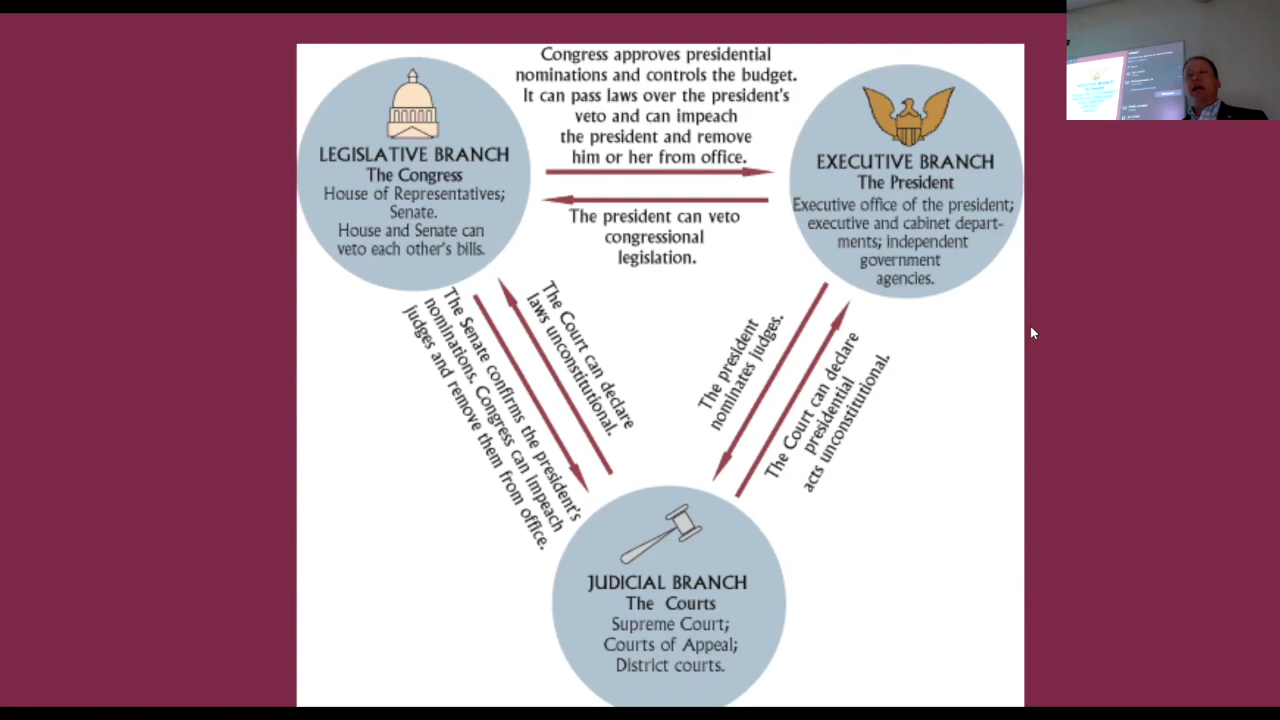 Congress approves presidential
nominations and controls the budget.
It can pass laws over the president's
veto and can impeach
the president and remove
him or her from office.
LEGISLATIVE BRANCH
The Congress
House of Representatives;
Senate.
House and Senate can
veto each other's bills.
EXECUTIVE BRANCH
The President
Executive office of the president;
executive and cabinet depart-
ments; independent
government
agencies.
The president can veto
congressional
legislation.
The Senate confirms the president's
nominations. Congress can impeach
judges and remove them from office.
The Court can declare
laws unconstitutional.
The president
nominates judges.
The Court can declare
presidential
acts unconstitutional.
JUDICIAL BRANCH
The Courts
Supreme Court;
Courts of Appeal;
District courts.